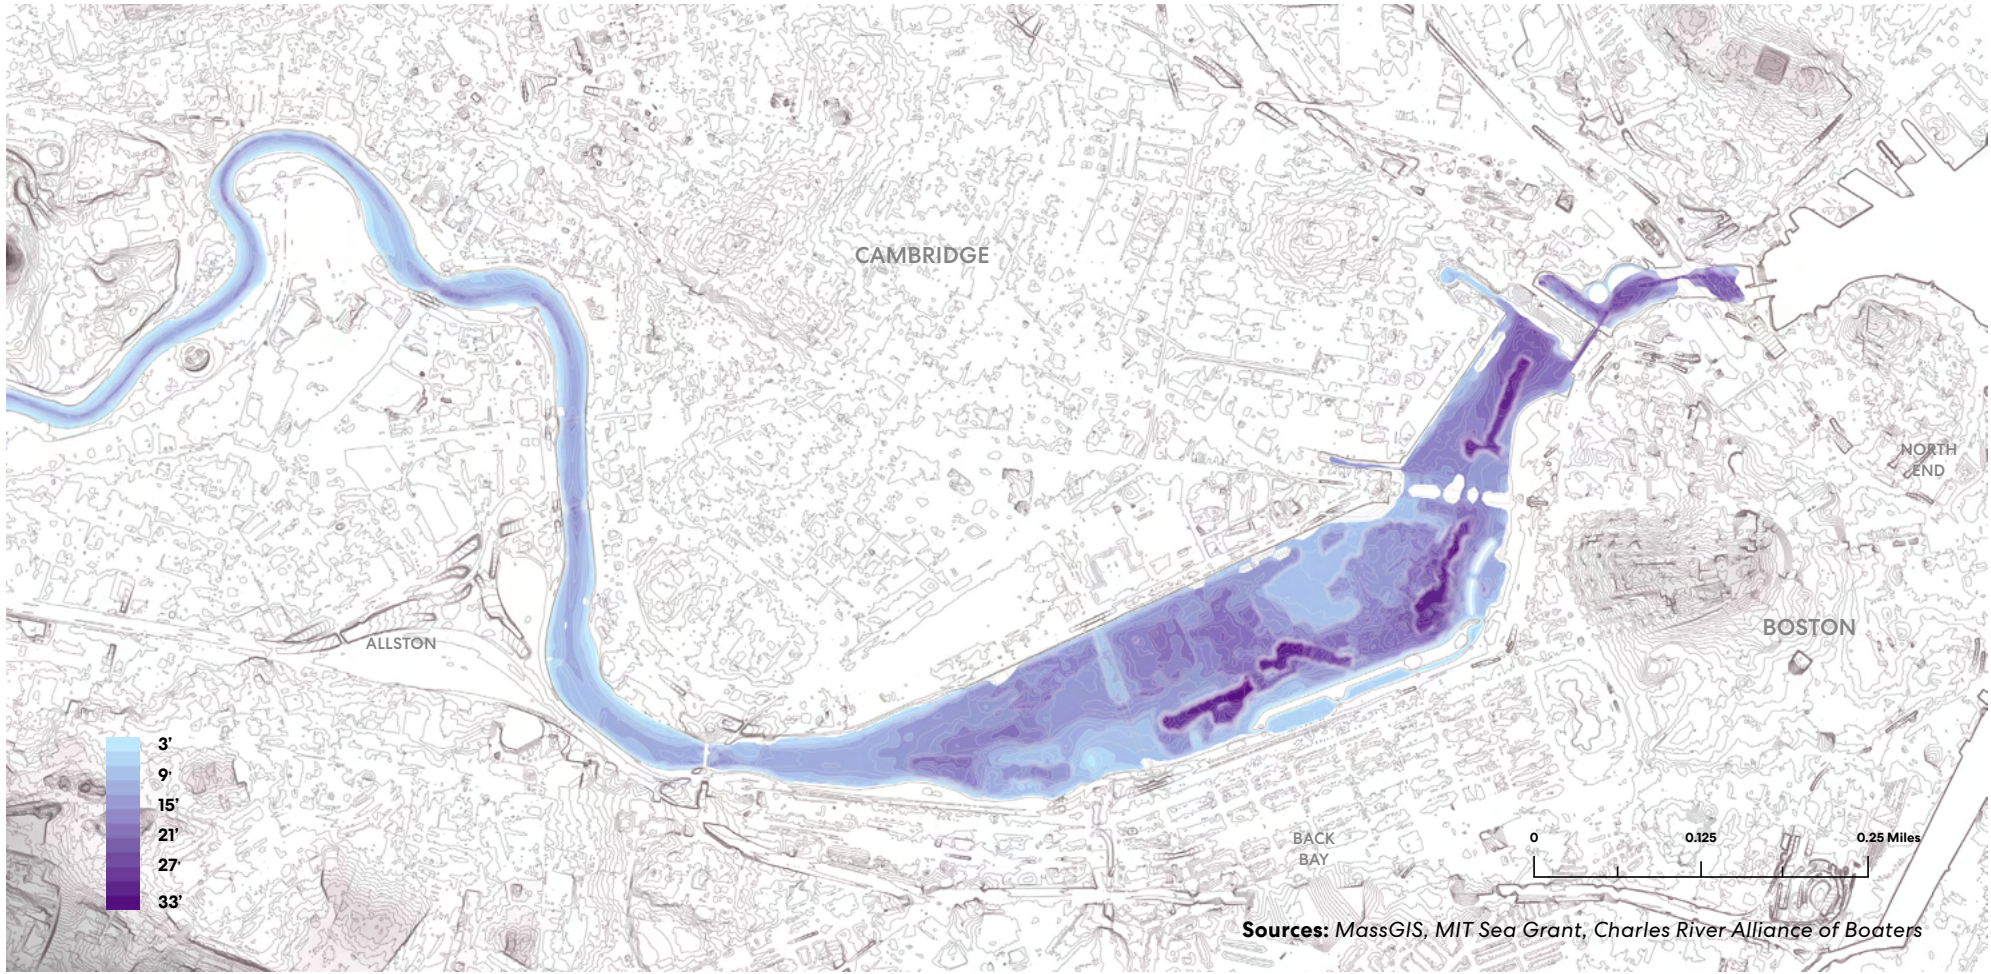 CAMBRIDGE
NORTH
END
BOSTON
ALLSTON
BACK
BAY
3'
9'
15'
21'
27'
33'
0
0.125
0.25 Miles
Sources: MassGIS, MIT Sea Grant, Charles River Alliance of Boaters